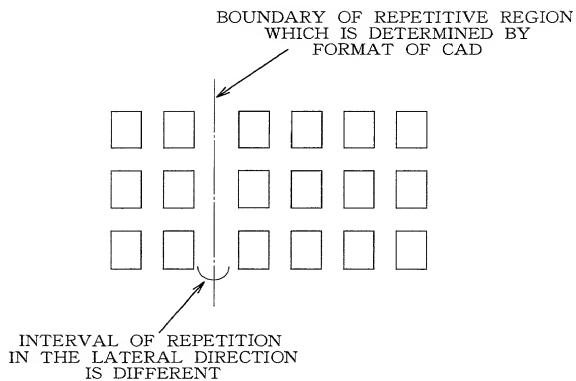 BOUNDARY OF REPETITIVE REGION
WHICH IS DETERMINED BY
FORMAT OF CAD
INTERVAL OF REPETITION
IN THE LATERAL DIRECTION
IS DIFFERENT